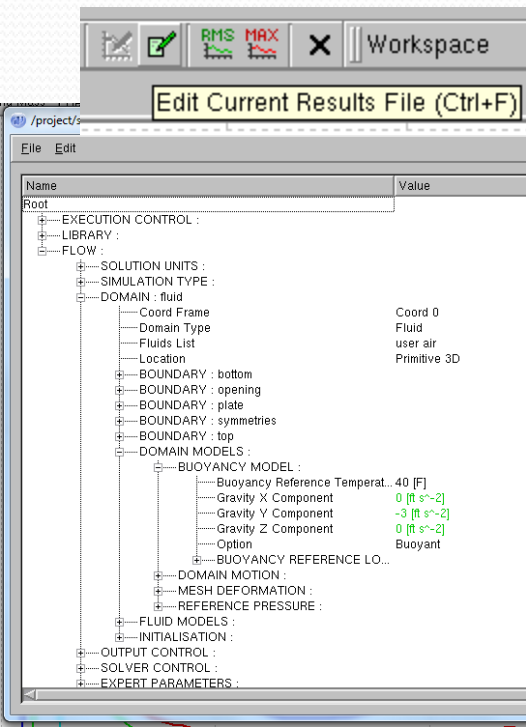 RMS MAX Workspace
Edit Current Results File (Ctrl+F)
/project/s
File Edit
Name Value
Root
EXECUTION CONTROL :
LIBRARY :
FLOW :
SOLUTION UNITS :
SIMULATION TYPE :
DOMAIN : fluid
Coord Frame Coord 0
Domain Type Fluid
Fluids List user air
Location Primitive 3D
BOUNDARY : bottom
BOUNDARY : opening
BOUNDARY : plate
BOUNDARY : symmetries
BOUNDARY : top
DOMAIN MODELS :
BUOYANCY MODEL :
Buoyancy Reference Temperat... 40 [F]
Gravity X Component 0 [ft s^-2]
Gravity Y Component -3 [ft s^-2]
Gravity Z Component 0 [ft s^-2]
Option Buoyant
BUOYANCY REFERENCE LO...
DOMAIN MOTION :
MESH DEFORMATION :
REFERENCE PRESSURE :
FLUID MODELS :
INITIALISATION :
OUTPUT CONTROL :
SOLVER CONTROL :
EXPERT PARAMETERS :